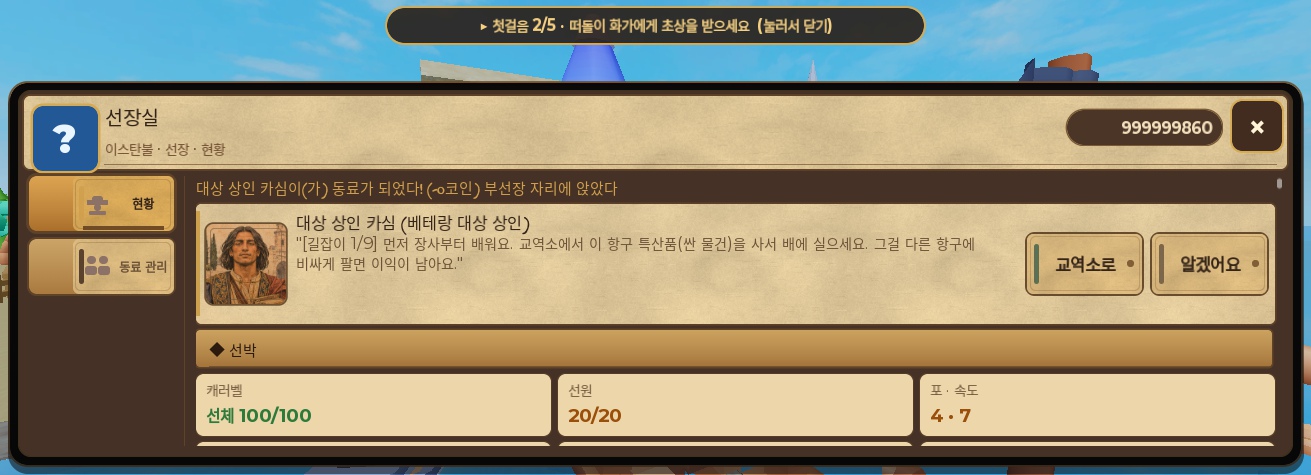 ▸ 첫걸음 2/5 · 떠돌이 화가에게 초상을 받으세요 (눌러서 닫기)
?
선장실
이스탄불 · 선장 · 현황
999999860
×
현황
동료 관리
대상 상인 카심이(가) 동료가 되었다! (-0코인) 부선장 자리에 앉았다
대상 상인 카심 (베테랑 대상 상인)
"[길잡이 1/9] 먼저 장사부터 배워요. 교역소에서 이 항구 특산품(싼 물건)을 사서 배에 실으세요. 그걸 다른 항구에
비싸게 팔면 이익이 남아요."
교역소로
알겠어요
◆ 선박
캐러벨
선체 100/100
선원
20/20
포 · 속도
4 · 7